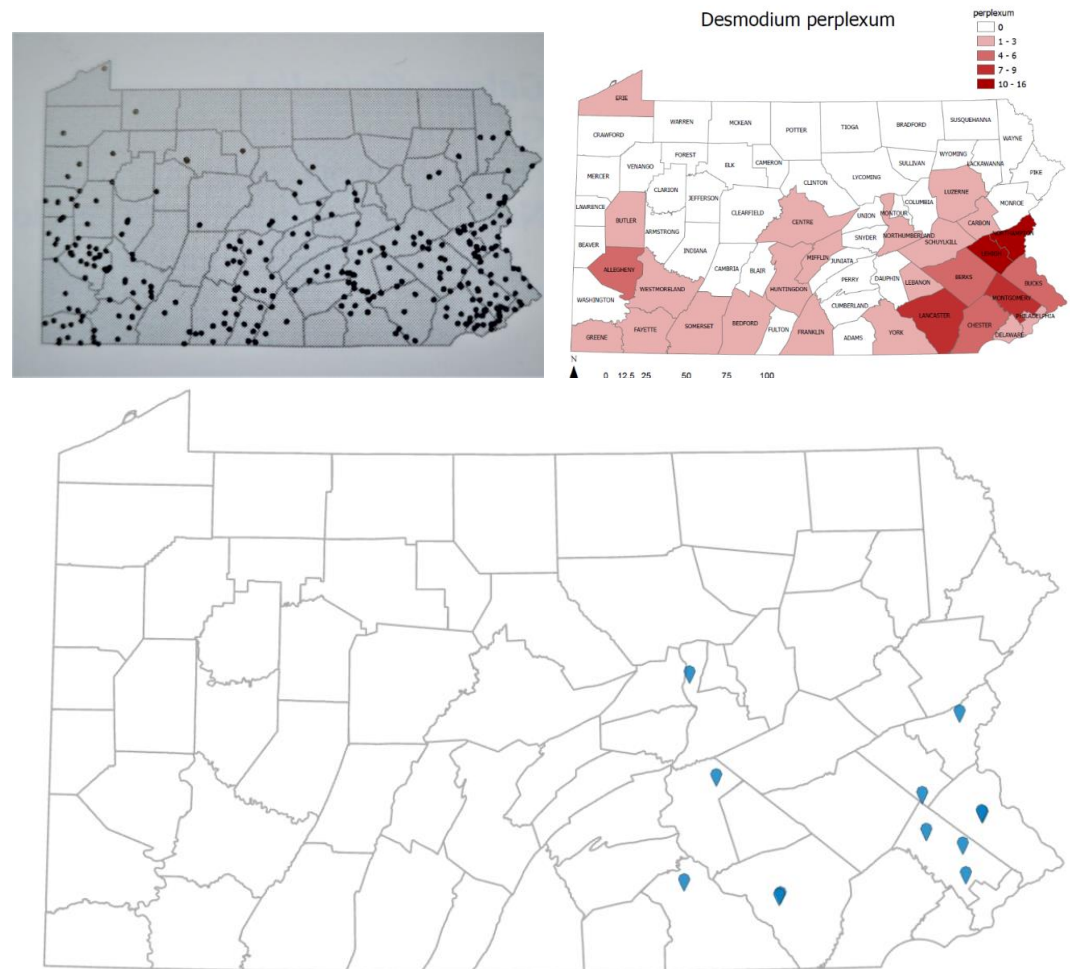 Desmodium perplexum
perplexum
0
1 - 3
4 - 6
7 - 9
10 - 16
ERIE
CRAWFORD
WARREN
MCKEAN
POTTER
TIOGA
BRADFORD
SUSQUEHANNA
WAYNE
FOREST
ELK
CAMERON
WYOMING
LACKAWANNA
PIKE
MERCER
VENANGO
CLARION
JEFFERSON
CLINTON
LYCOMING
SULLIVAN
LUZERNE
MONROE
LAWRENCE
BUTLER
ARMSTRONG
CLEARFIELD
CENTRE
UNION
MONTOUR
COLUMBIA
CARBON
BEAVER
INDIANA
SNYDER
NORTHUMBERLAND
SCHUYLKILL
ALLEGHENY
CAMBRIA
BLAIR
MIFFLIN
JUNIATA
LEHIGH
WASHINGTON
WESTMORELAND
HUNTINGDON
PERRY
DAUPHIN
LEBANON
BERKS
BUCKS
CUMBERLAND
MONTGOMERY
GREENE
FAYETTE
SOMERSET
BEDFORD
FULTON
FRANKLIN
ADAMS
YORK
LANCASTER
CHESTER
DELAWARE
PHILADELPHIA
N
0 12.5 25 50 75 100